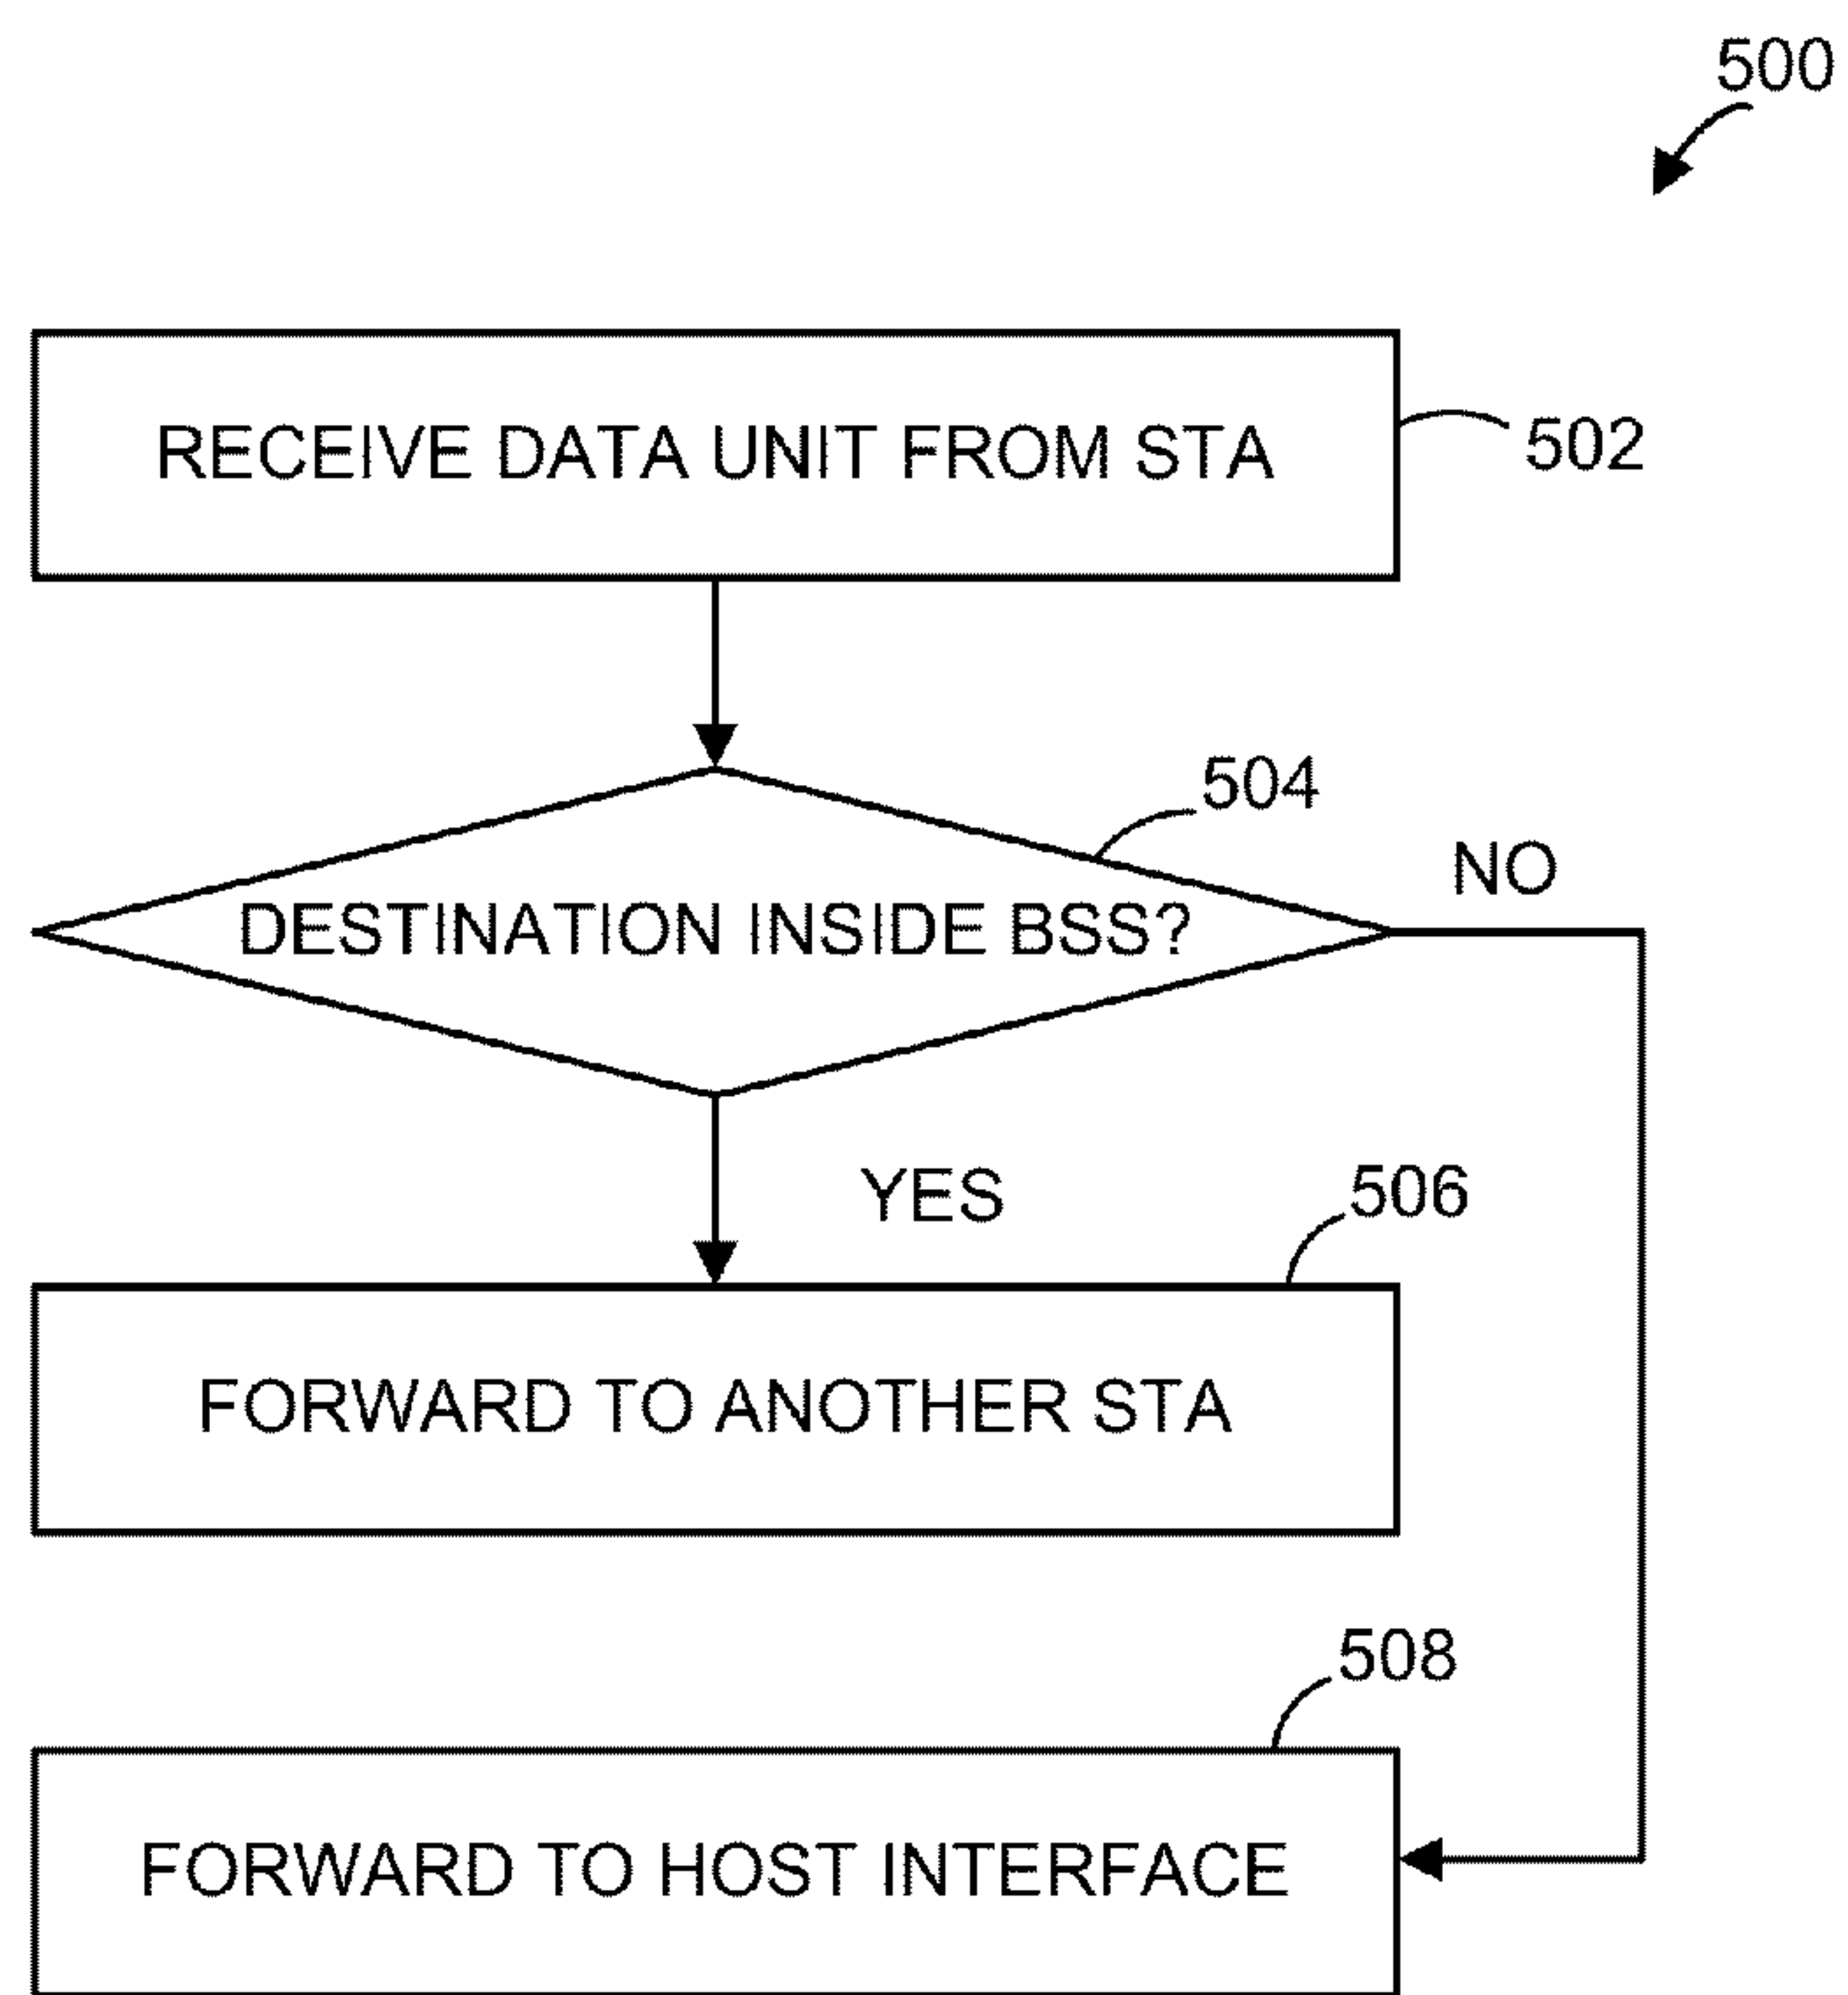 500
RECEIVE DATA UNIT FROM STA
502
504
NO
DESTINATION INSIDE BSS?
YES
506
FORWARD TO ANOTHER STA
508
FORWARD TO HOST INTERFACE